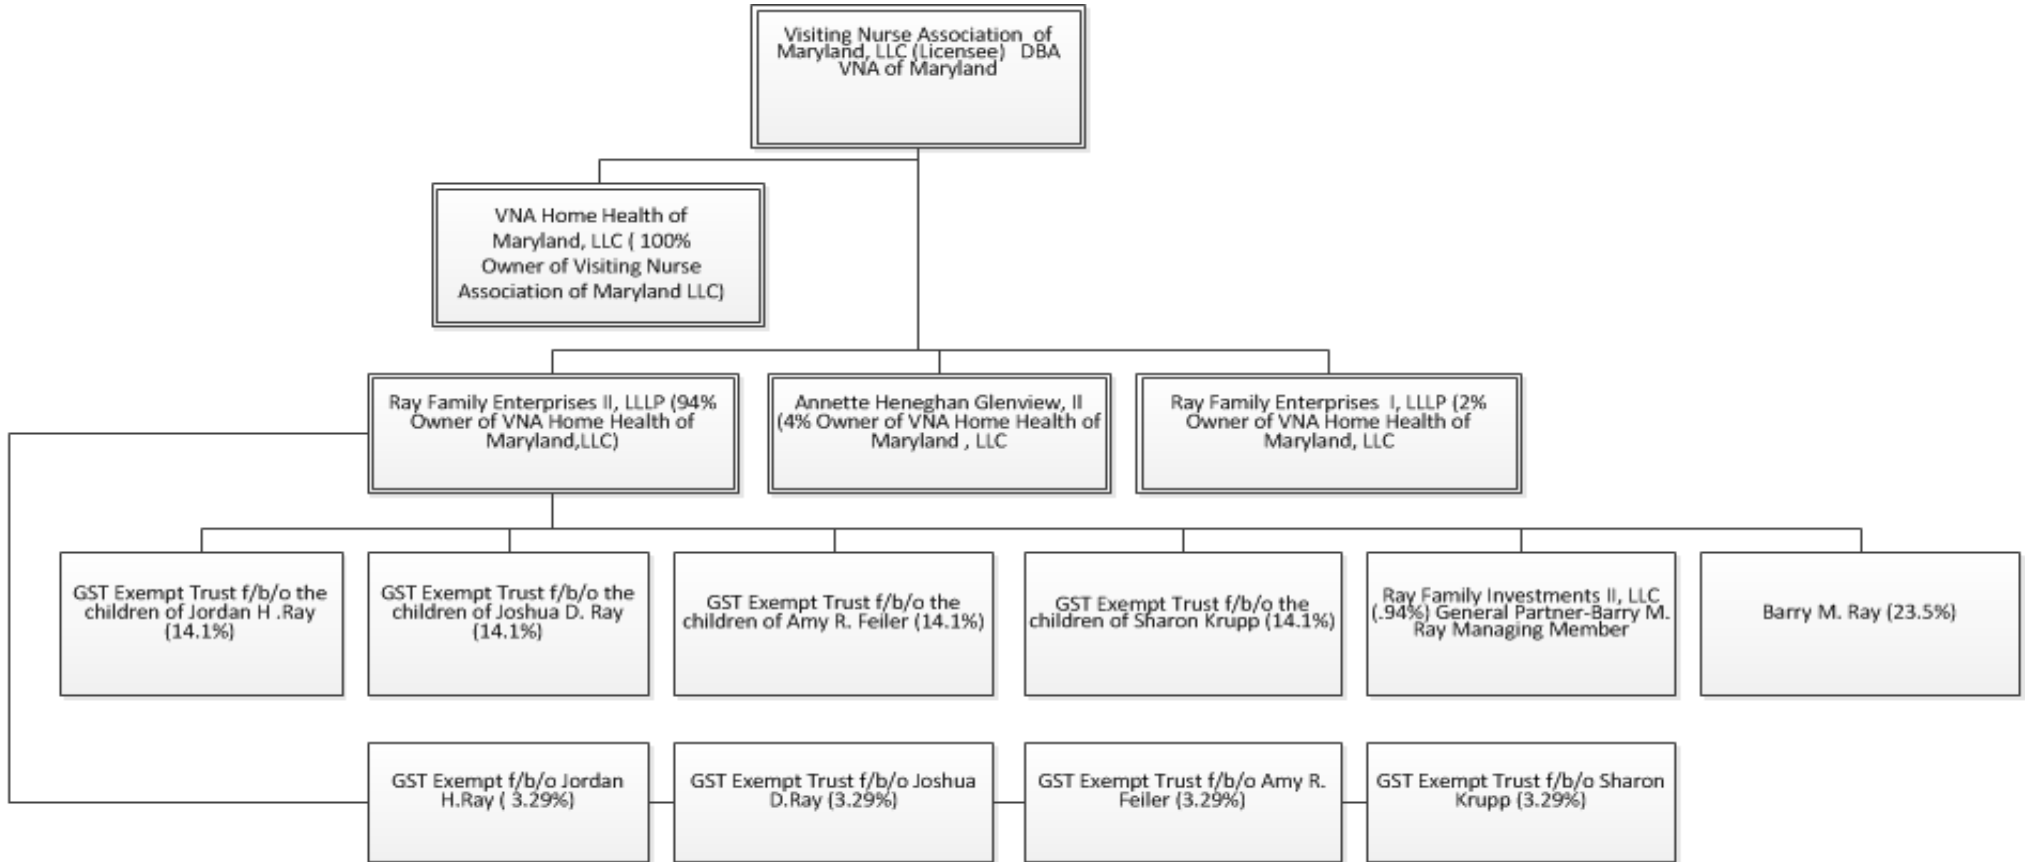 Visiting Nurse Association  of
Maryland, LLC (Licensee)   DBA
VNA of Maryland
VNA Home Health of
Maryland, LLC ( 100%
Owner of Visiting Nurse
Association of Maryland LLC)
Ray Family Enterprises II, LLLP (94%
Owner of VNA Home Health of
Maryland,LLC)
Annette Heneghan Glenview, Il
(4% Owner of VNA Home Health of
Maryland , LLC
Ray Family Enterprises  I, LLLP (2%
Owner of VNA Home Health of
Maryland, LLC
GST Exempt Trust f/b/o the
children of Jordan H .Ray
(14.1%)
GST Exempt Trust f/b/o the
children of Joshua D. Ray
(14.1%)
GST Exempt Trust f/b/o the
children of Amy R. Feiler (14.1%)
GST Exempt Trust f/b/o the
children of Sharon Krupp (14.1%)
Ray Family Investments II, LLC
(.94%) General Partner-Barry M.
Ray Managing Member
Barry M. Ray (23.5%)
GST Exempt f/b/o Jordan
H.Ray ( 3.29%)
GST Exempt Trust f/b/o Joshua
D.Ray (3.29%)
GST Exempt Trust f/b/o Amy R.
Feiler (3.29%)
GST Exempt Trust f/b/o Sharon
Krupp (3.29%)